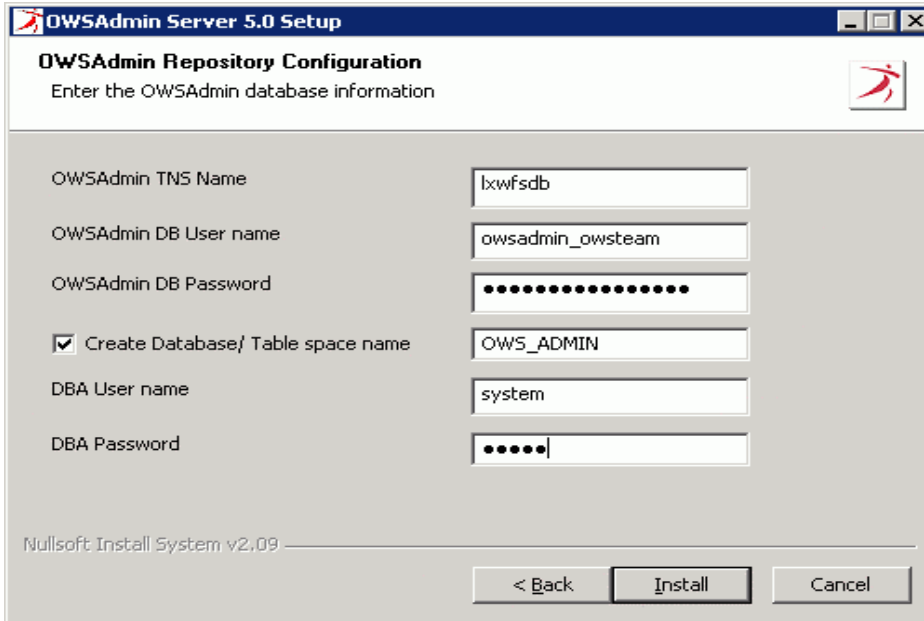 OWSAdmin Server 5.0 Setup
OWSAdmin Repository Configuration
Enter the OWSAdmin database information
OWSAdmin TNS Name
lxwfsdb
OWSAdmin DB User name
owsadmin_owsteam
OWSAdmin DB Password
●●●●●●●●●●●●●●●●
Create Database/ Table space name
OWS_ADMIN
DBA User name
system
DBA Password
●●●●●
Nullsoft Install System v2.09
< Back
Install
Cancel